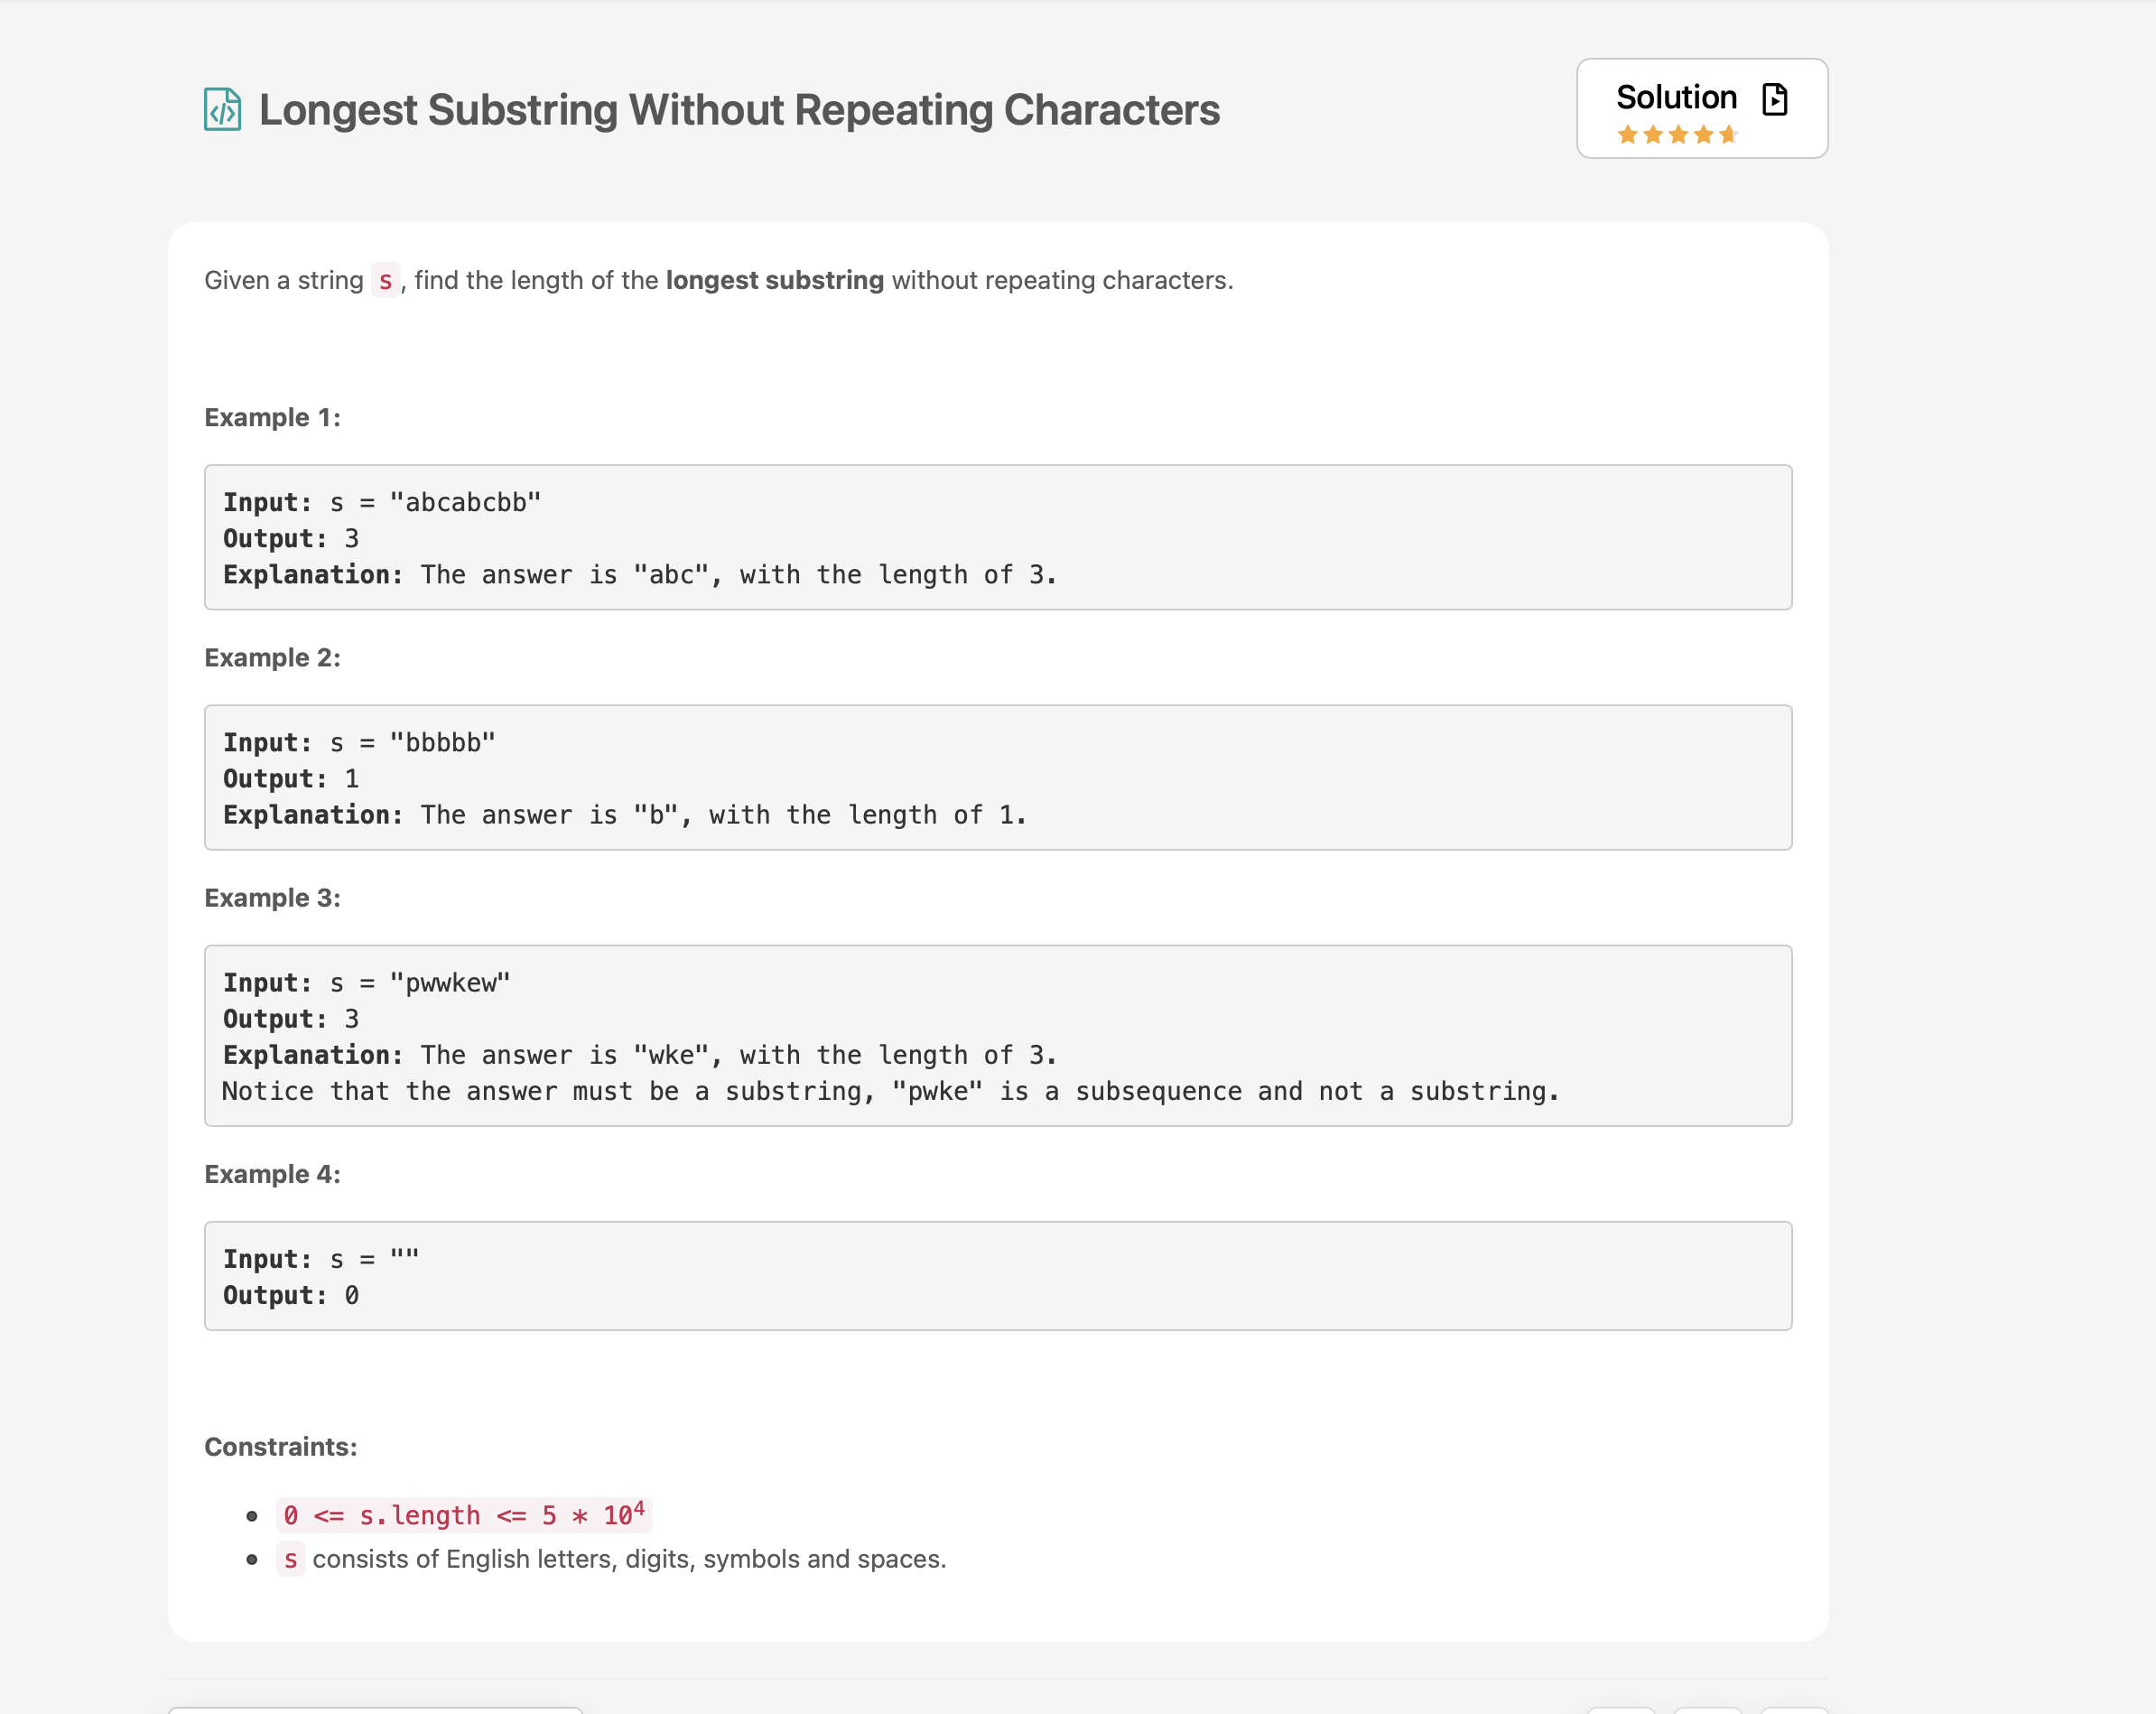 Longest Substring Without Repeating Characters
Solution
Given a string s, find the length of the longest substring without repeating characters.
Example 1:
Input: s = "abcabcbb"
Output: 3
Explanation: The answer is "abc", with the length of 3.
Example 2:
Input: s = "bbbbb"
Output: 1
Explanation: The answer is "b", with the length of 1.
Example 3:
Input: s = "pwwkew"
Output: 3
Explanation: The answer is "wke", with the length of 3.
Notice that the answer must be a substring, "pwke" is a subsequence and not a substring.
Example 4:
Input: s = ""
Output: 0
Constraints:
0 <= s.length <= 5 * 10⁴
s consists of English letters, digits, symbols and spaces.